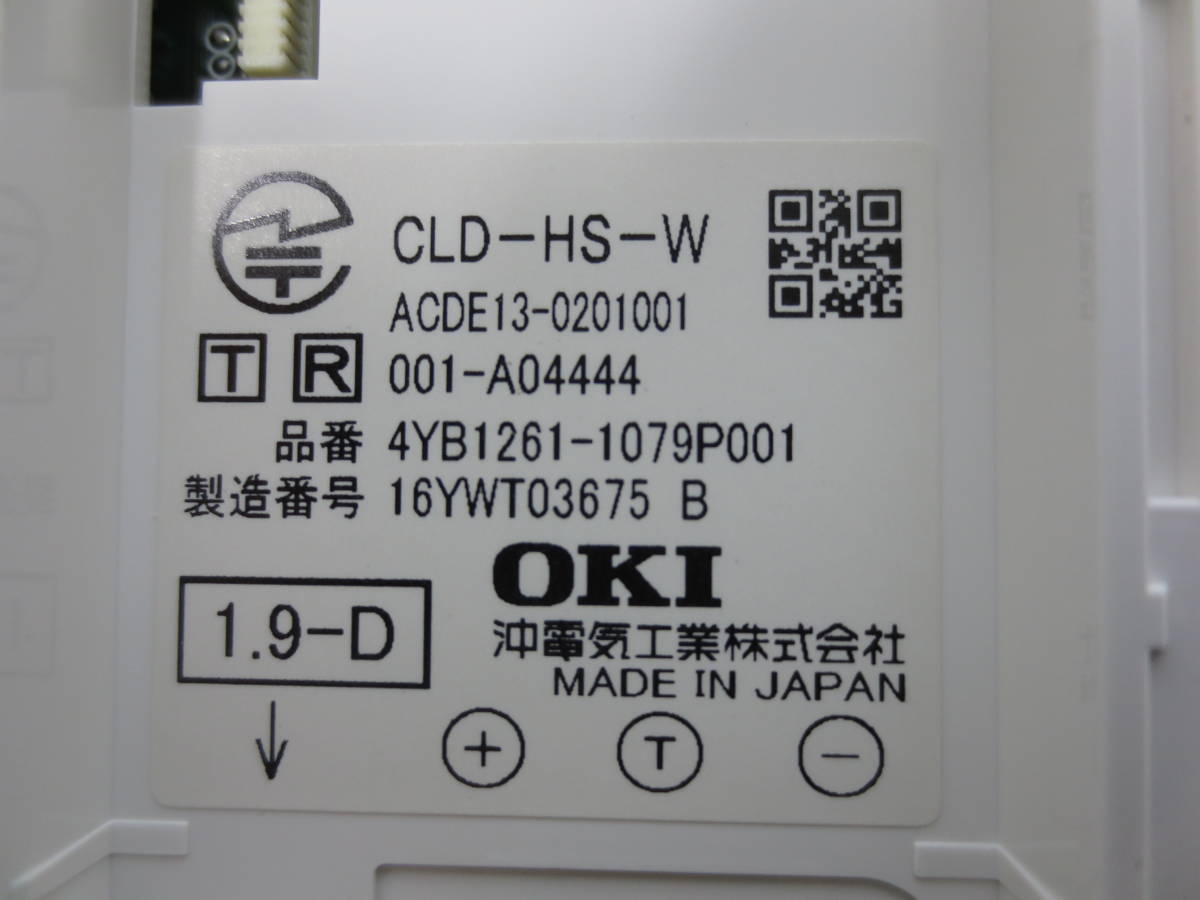 CLD-HS-W
ACDE13-0201001
T R 001-A04444
品番 4YB1261-1079P001
製造番号 16YWT03675 B
OKI
1.9-D
沖電気工業株式会社
MADE IN JAPAN
+ T -